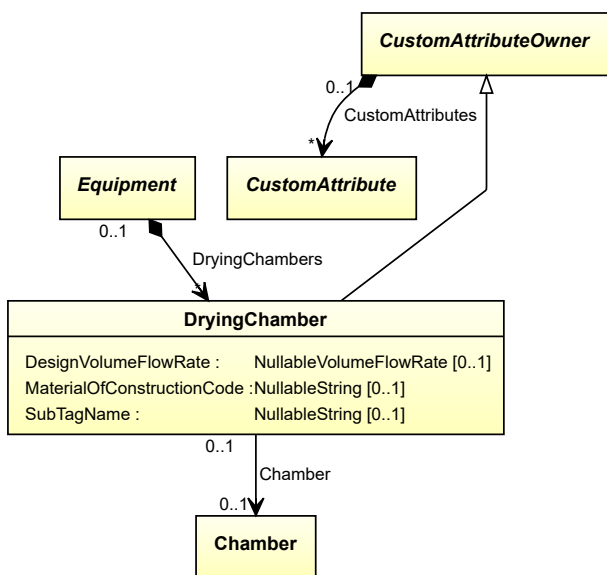 CustomAttributeOwner
0..1
CustomAttributes
*
Equipment
CustomAttribute
0..1
DryingChambers
*
DryingChamber
DesignVolumeFlowRate : NullableVolumeFlowRate [0..1]
MaterialOfConstructionCode : NullableString [0..1]
SubTagName : NullableString [0..1]
0..1
Chamber
0..1
Chamber